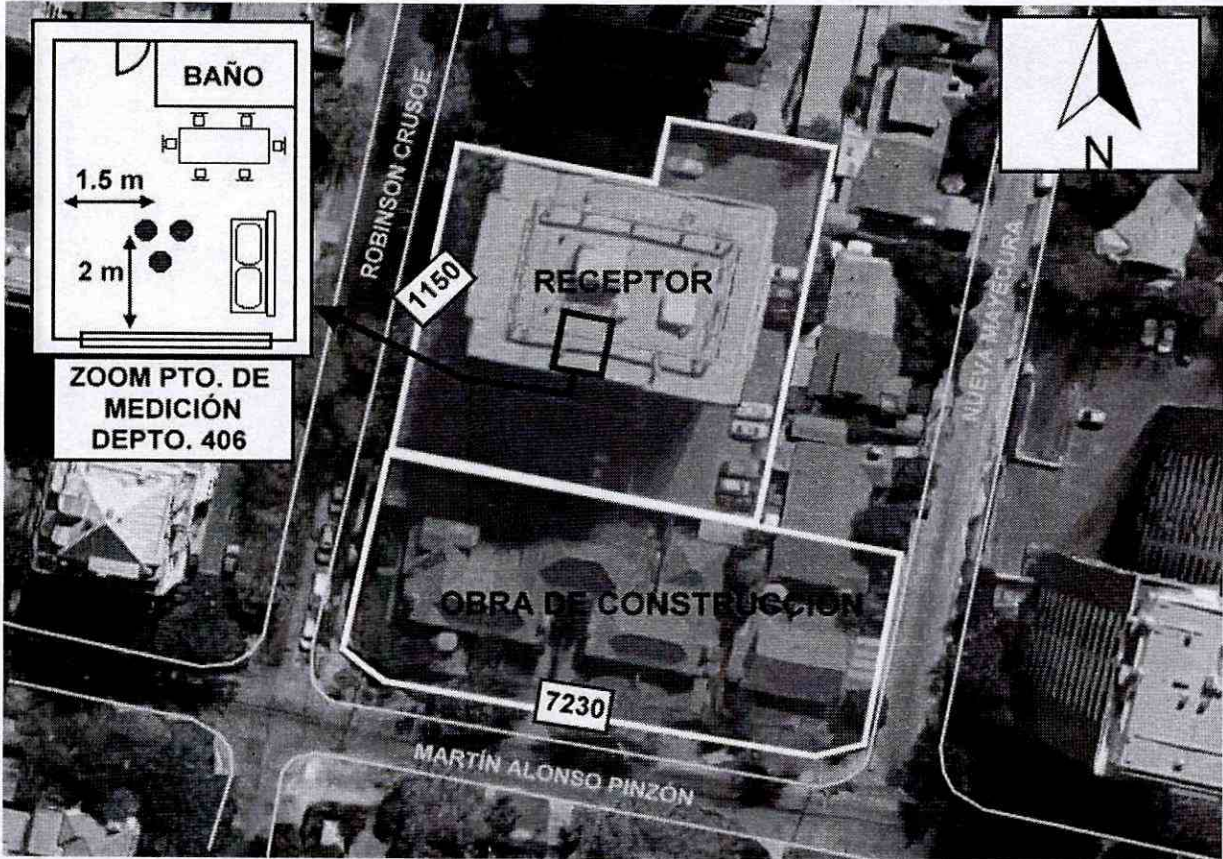 BAÑO
1.5 m
2 m
ZOOM PTO. DE
MEDICIÓN
DEPTO. 406
N
ROBINSON CRUSOE
1150
RECEPTOR
NUEVA MAYECURA
OBRA DE CONSTRUCCIÓN
7230
MARTÍN ALONSO PINZÓN